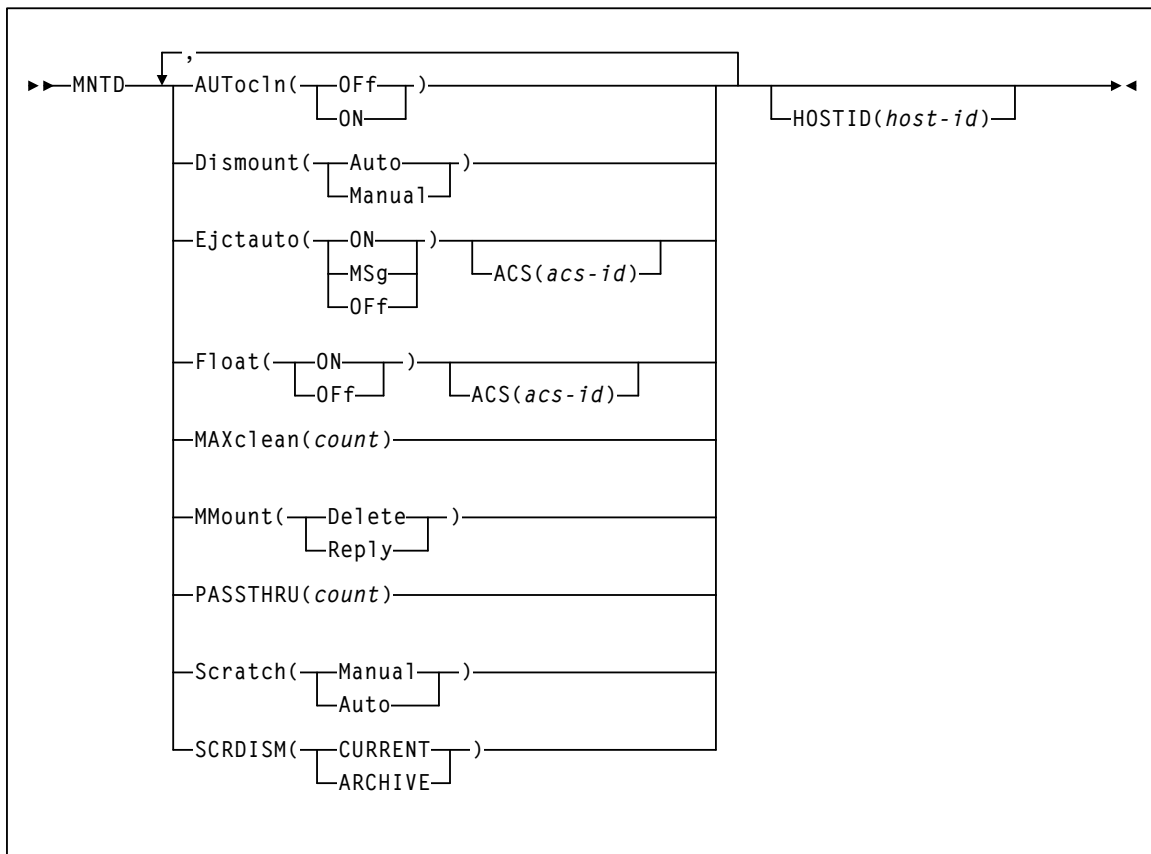 ,
MNTD AUTocln( OFf )
ON
HOSTID(host-id)
Dismount( Auto )
Manual
Ejctauto( ON )
MSg
ACS(acs-id)
OFf
Float( ON )
OFf
ACS(acs-id)
MAXclean(count)
MMount( Delete )
Reply
PASSTHRU(count)
Scratch( Manual )
Auto
SCRDISM( CURRENT )
ARCHIVE